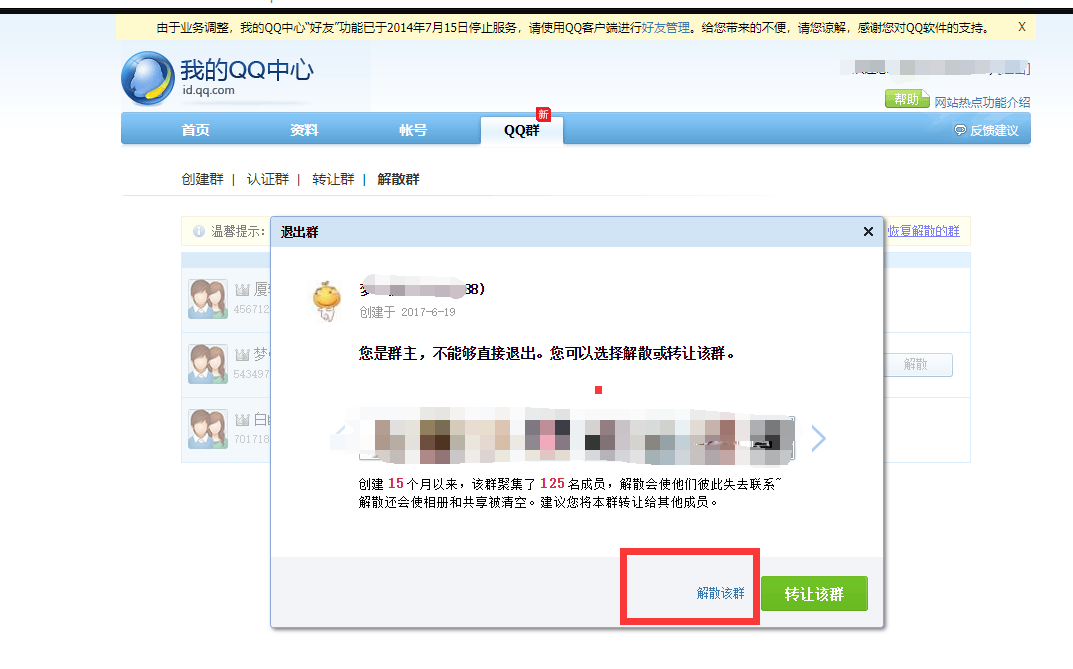 由于业务调整，我的QQ中心“好友”功能已于2014年7月15日停止服务，请使用QQ客户端进行好友管理。给您带来的不便，请您谅解，感谢您对QQ软件的支持。 X
我的QQ中心
id.qq.com
帮助 网站热点功能介绍
首页 资料 帐号 QQ群 新 反馈建议
创建群 | 认证群 | 转让群 | 解散群
温馨提示： 恢复解散的群
退出群
88)
创建于 2017-6-19
456712
梦
543497
解散
白
701718
您是群主，不能够直接退出。您可以选择解散或转让该群。
创建 15 个月以来，该群聚集了 125 名成员，解散会使他们彼此失去联系~
解散还会使相册和共享被清空。建议您将本群转让给其他成员。
解散该群 转让该群